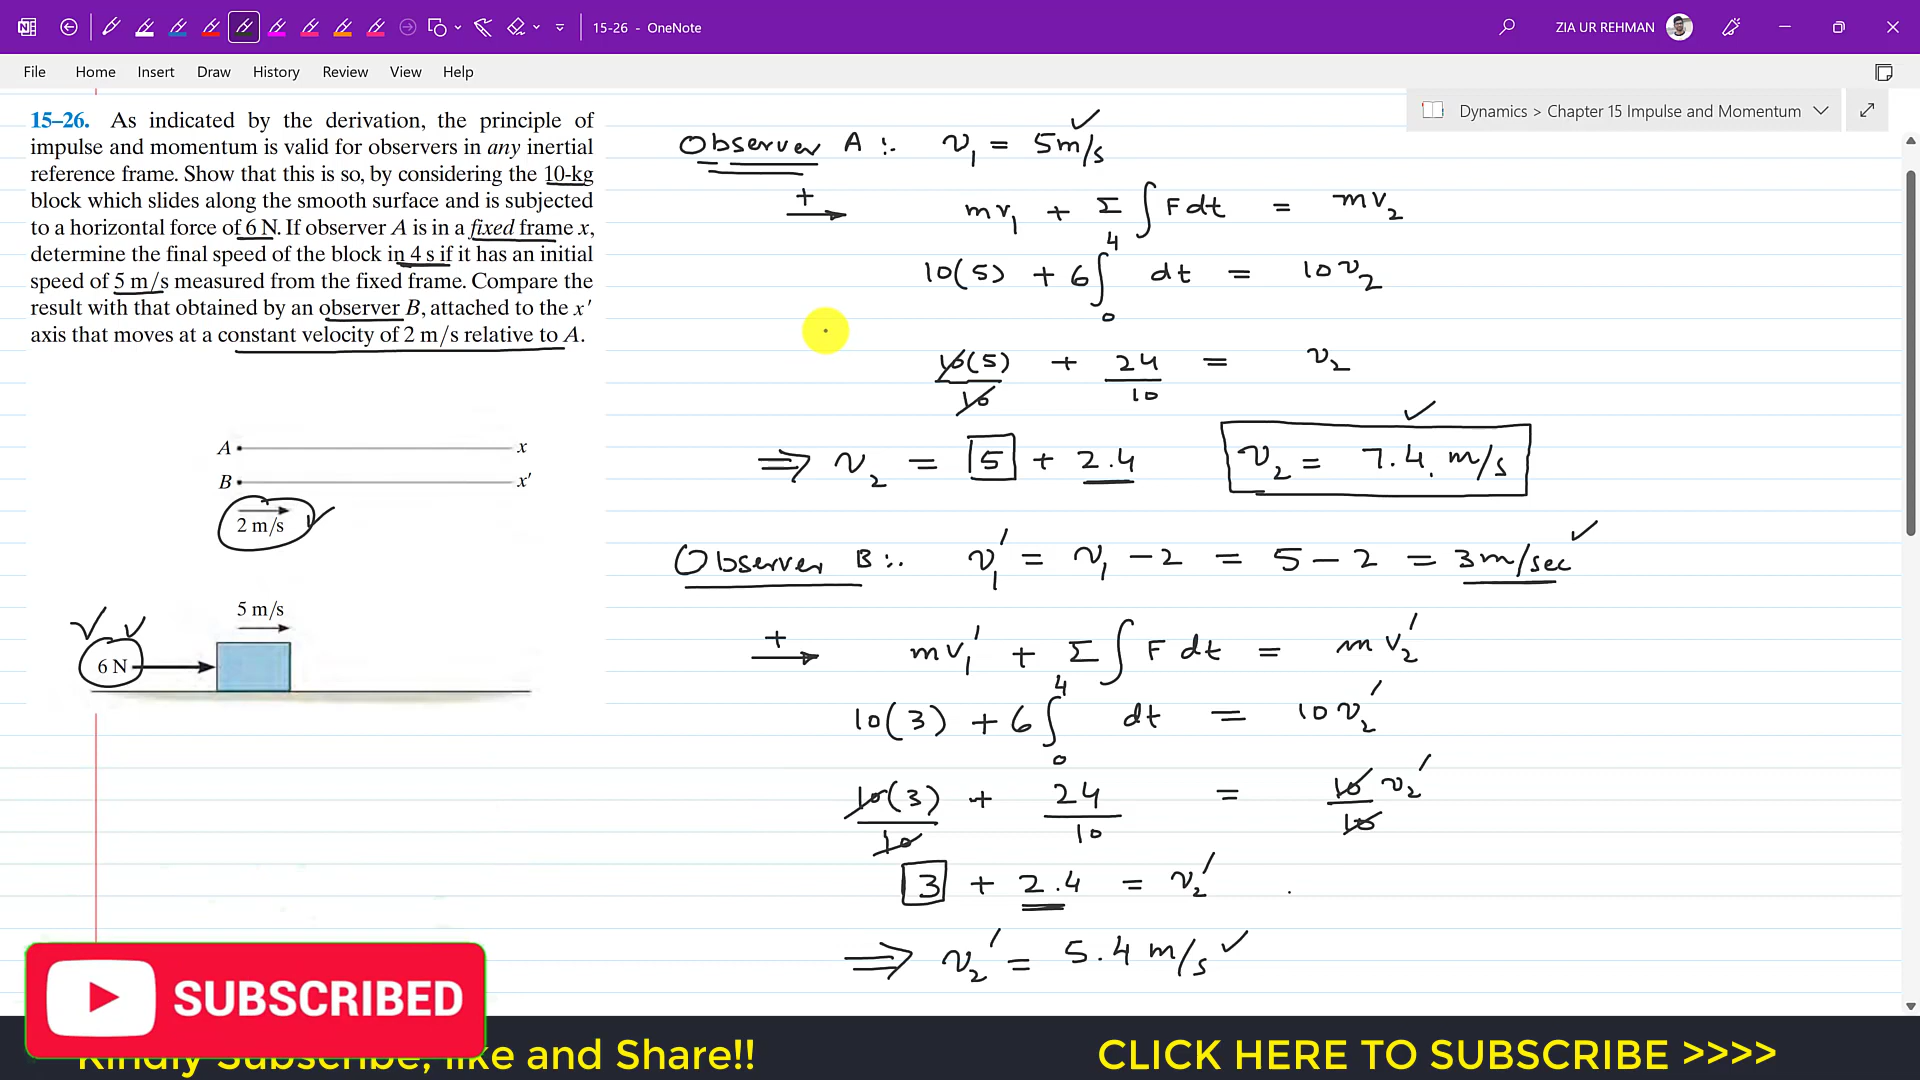 15-26 - OneNote
ZIA UR REHMAN
File Home Insert Draw History Review View Help
Dynamics > Chapter 15 Impulse and Momentum
15–26. As indicated by the derivation, the principle of
impulse and momentum is valid for observers in any inertial
reference frame. Show that this is so, by considering the 10-kg
block which slides along the smooth surface and is subjected
to a horizontal force of 6 N. If observer A is in a fixed frame x,
determine the final speed of the block in 4 s if it has an initial
speed of 5 m/s measured from the fixed frame. Compare the
result with that obtained by an observer B, attached to the x′
axis that moves at a constant velocity of 2 m/s relative to A.
A x
B x′
2 m/s
5 m/s
6 N
Observer A :. v₁ = 5m/s ✓
+→ mv₁ + Σ ∫ F dt = mv₂
10(5) + 6 ∫₀⁴ dt = 10v₂
10(5)/10 + 24/10 = v₂
⇒ v₂ = 5 + 2.4 v₂ = 7.4 m/s ✓
Observer B :. v₁′ = v₁ − 2 = 5 − 2 = 3m/sec ✓
+→ mv₁′ + Σ ∫ F dt = mv₂′
10(3) + 6 ∫₀⁴ dt = 10v₂′
10(3)/10 + 24/10 = 10/10 v₂′
3 + 2.4 = v₂′
⇒ v₂′ = 5.4 m/s ✓
SUBSCRIBED
Kindly Subscribe, like and Share!!
CLICK HERE TO SUBSCRIBE >>>>